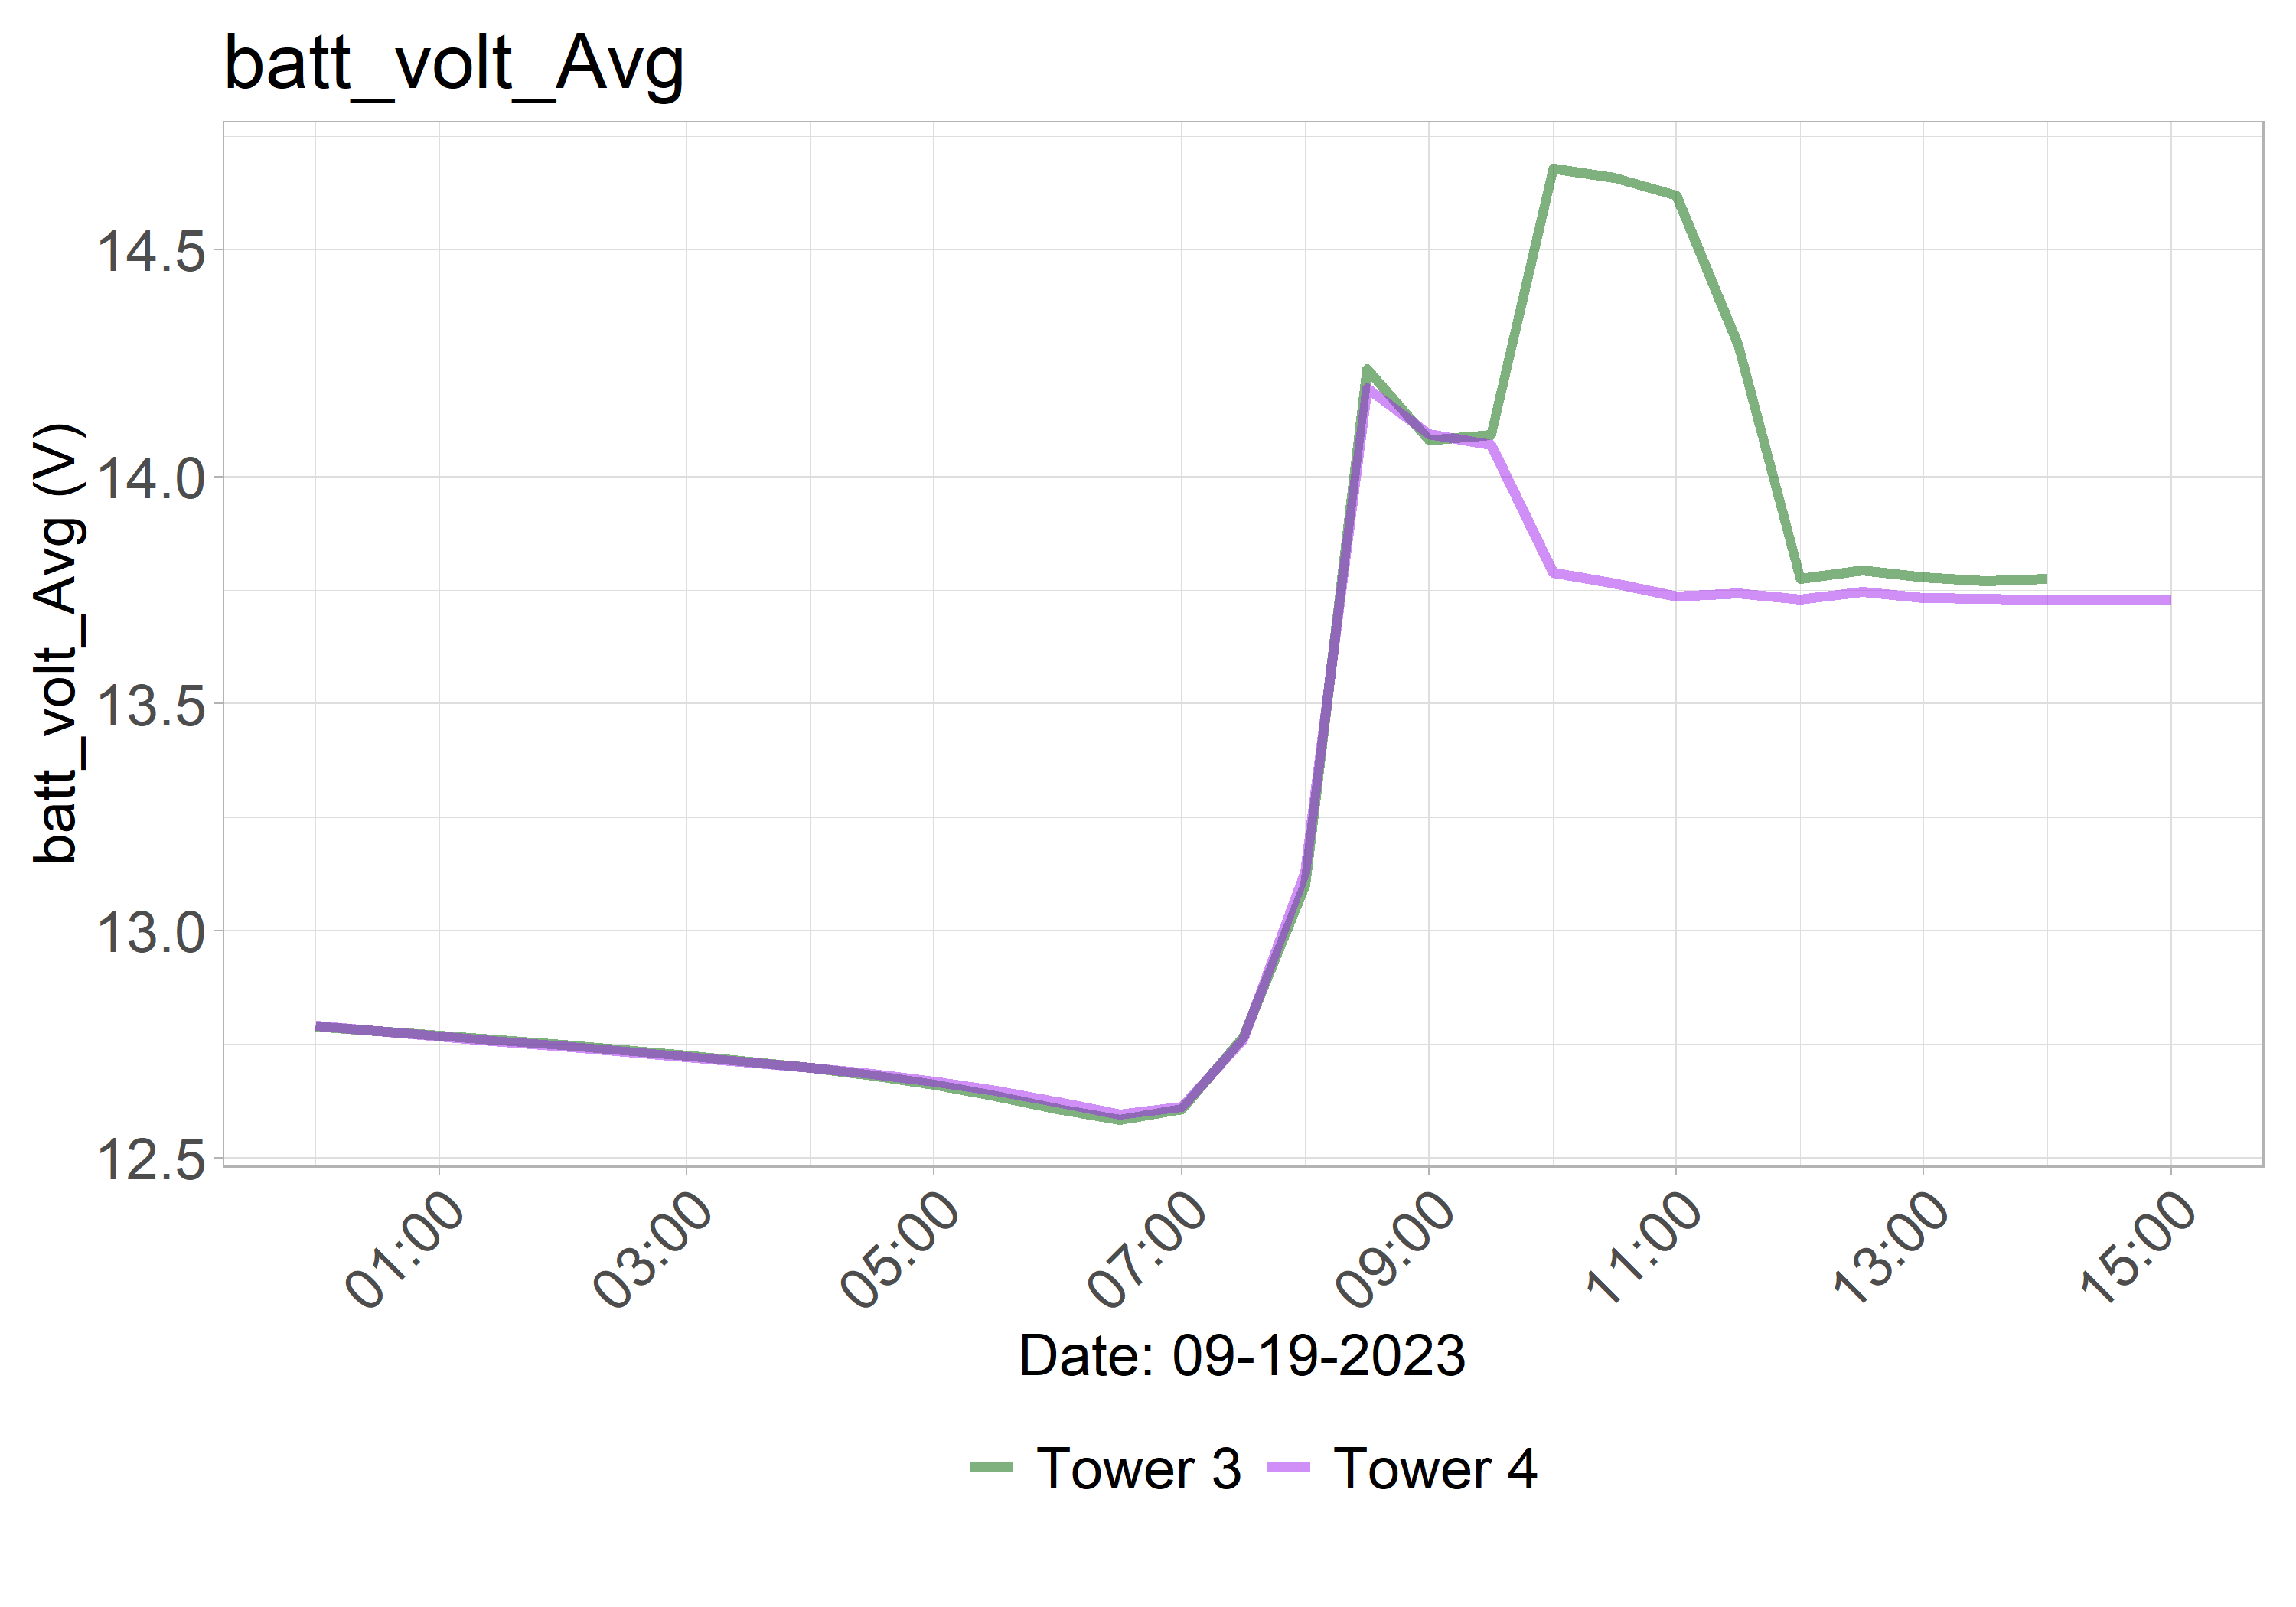 batt_volt_Avg
batt_volt_Avg (V)
14.5
14.0
13.5
13.0
12.5
01:00
03:00
05:00
07:00
09:00
11:00
13:00
15:00
Date: 09-19-2023
Tower 3
Tower 4